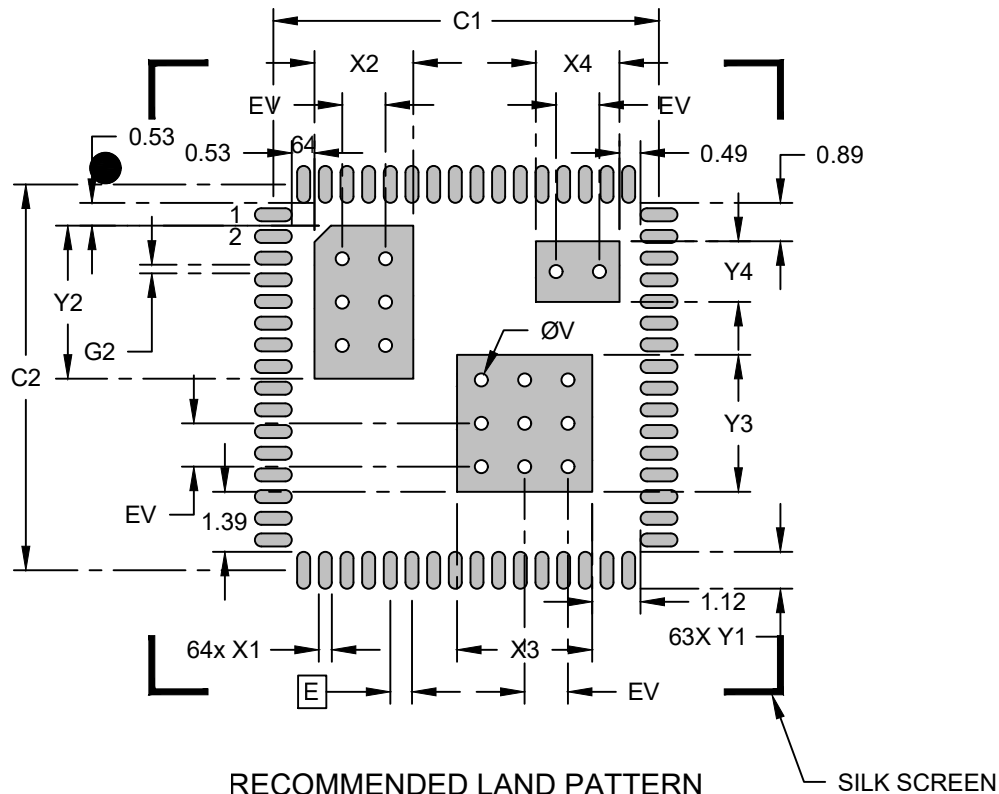 C1
X2
X4
EV
EV
0.53
0.53
64
0.49
0.89
1
2
Y2
Y4
G2
ØV
C2
Y3
EV
1.39
1.12
64x X1
X3
63X Y1
E
EV
RECOMMENDED LAND PATTERN
SILK SCREEN